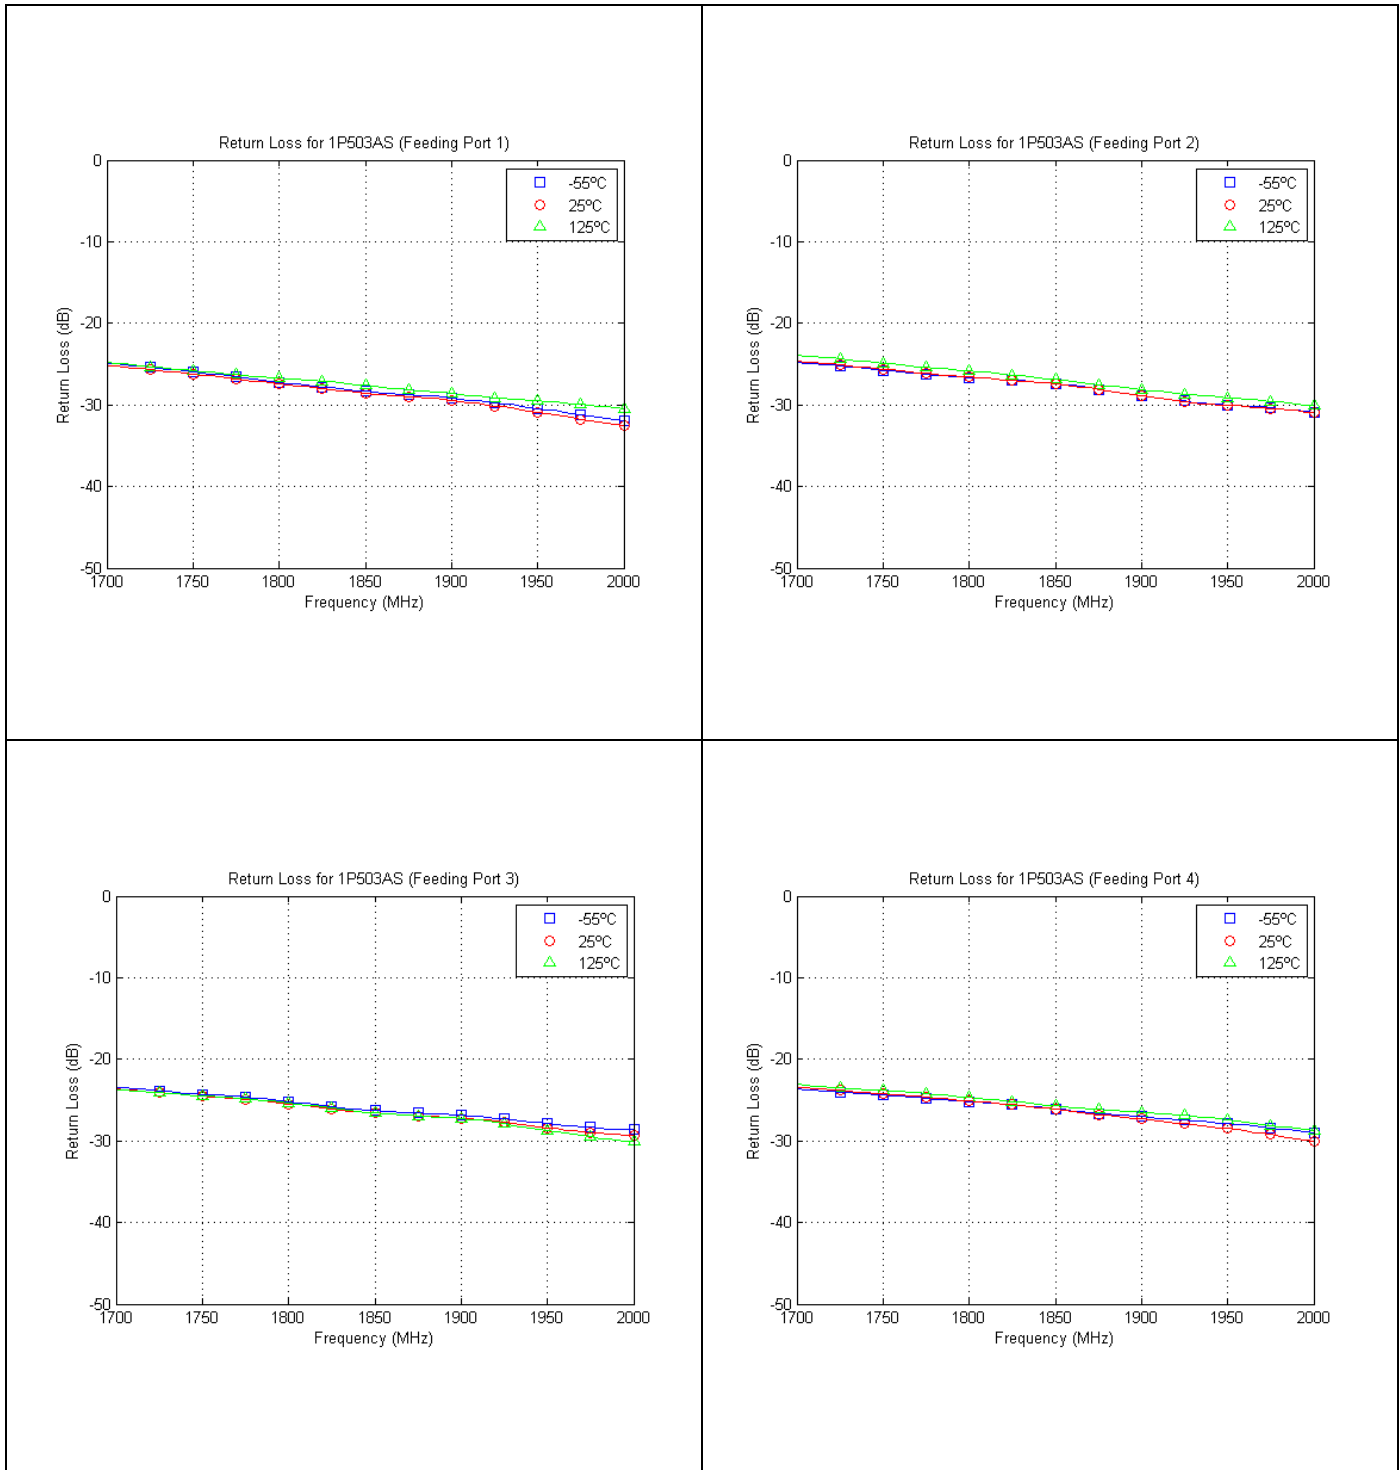 Return Loss for 1P503AS (Feeding Port 1)
0
-10
-20
-30
-40
-50
Return Loss (dB)
-55ºC
25ºC
125ºC
1700 1750 1800 1850 1900 1950 2000
Frequency (MHz)
Return Loss for 1P503AS (Feeding Port 2)
0
-10
-20
-30
-40
-50
Return Loss (dB)
-55ºC
25ºC
125ºC
1700 1750 1800 1850 1900 1950 2000
Frequency (MHz)
Return Loss for 1P503AS (Feeding Port 3)
0
-10
-20
-30
-40
-50
Return Loss (dB)
-55ºC
25ºC
125ºC
1700 1750 1800 1850 1900 1950 2000
Frequency (MHz)
Return Loss for 1P503AS (Feeding Port 4)
0
-10
-20
-30
-40
-50
Return Loss (dB)
-55ºC
25ºC
125ºC
1700 1750 1800 1850 1900 1950 2000
Frequency (MHz)